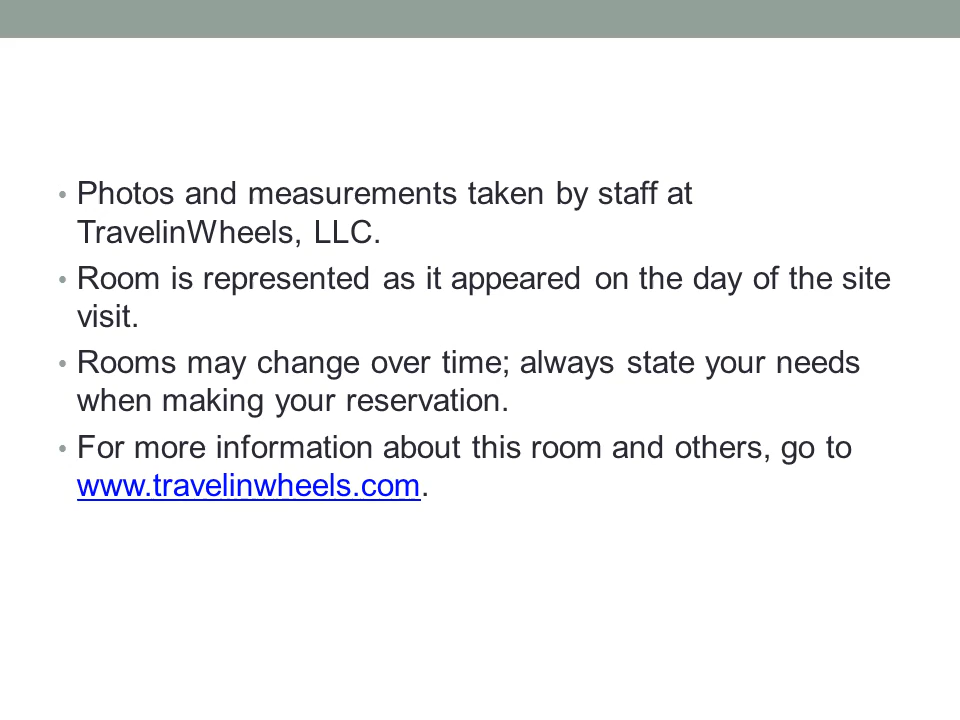 • Photos and measurements taken by staff at
TravelinWheels, LLC.
• Room is represented as it appeared on the day of the site
visit.
• Rooms may change over time; always state your needs
when making your reservation.
• For more information about this room and others, go to
www.travelinwheels.com.